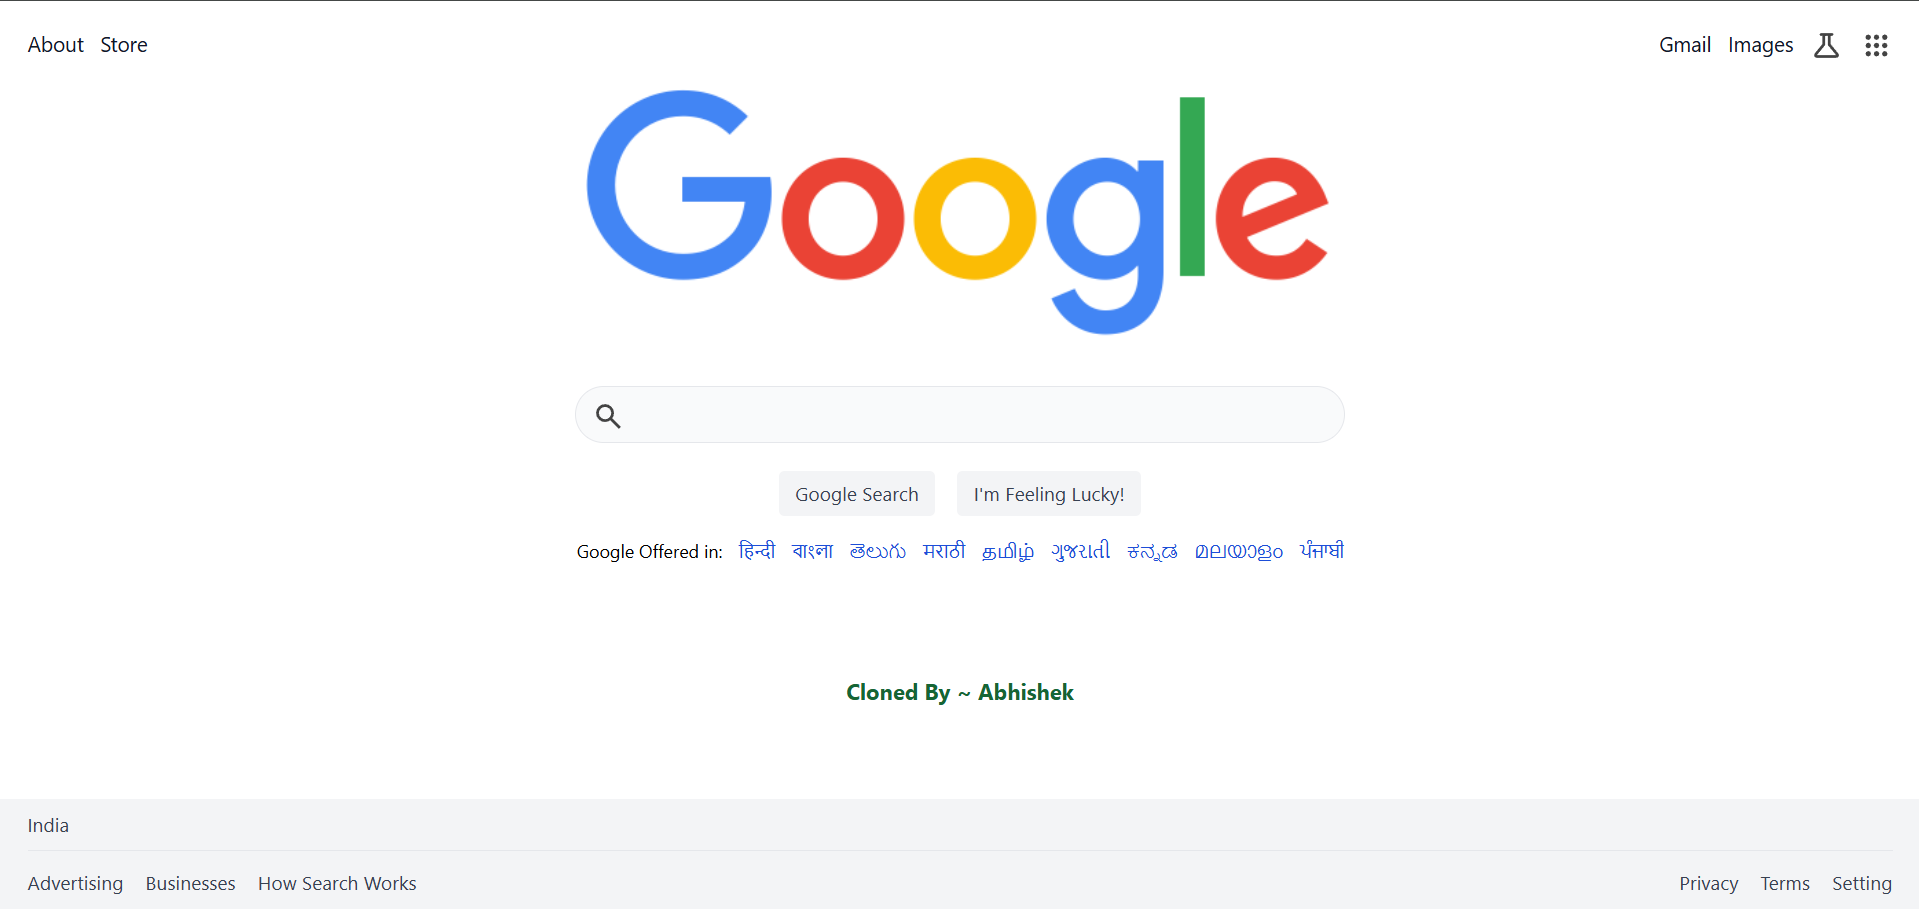 About Store Gmail Images
Google
Google Search I'm Feeling Lucky!
Google Offered in: हिन्दी বাংলা తెలుగు मराठी தமிழ் ગુજરાતી ಕನ್ನಡ മലയാളം ਪੰਜਾਬੀ
Cloned By ~ Abhishek
India
Advertising Businesses How Search Works Privacy Terms Setting